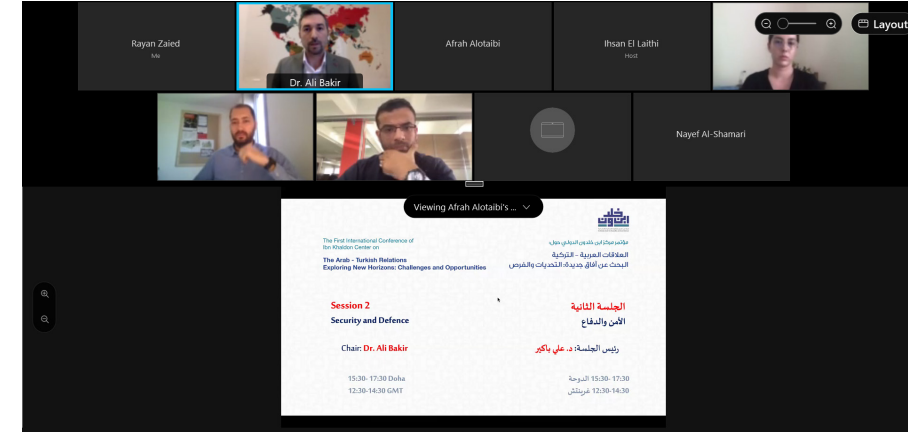 Layout
Rayan Zaied
Me
Dr. Ali Bakir
Afrah Alotaibi
Ihsan El Laithi
Host
Nayef Al-Shamari
Viewing Afrah Alotaibi's ...
The First International Conference of
Ibn Khaldon Center on
The Arab - Turkish Relations
Exploring New Horizons: Challenges and Opportunities
مؤتمر مركز ابن خلدون الدولي حول:
العلاقات العربية - التركية
البحث عن آفاق جديدة: التحديات والفرص
Session 2
Security and Defence
Chair: Dr. Ali Bakir
15:30- 17:30 Doha
12:30-14:30 GMT
الجلسة الثانية
الأمن والدفاع
رئيس الجلسة: د. علي باكير
15:30- 17:30 الدوحة
12:30-14:30 غرينتش